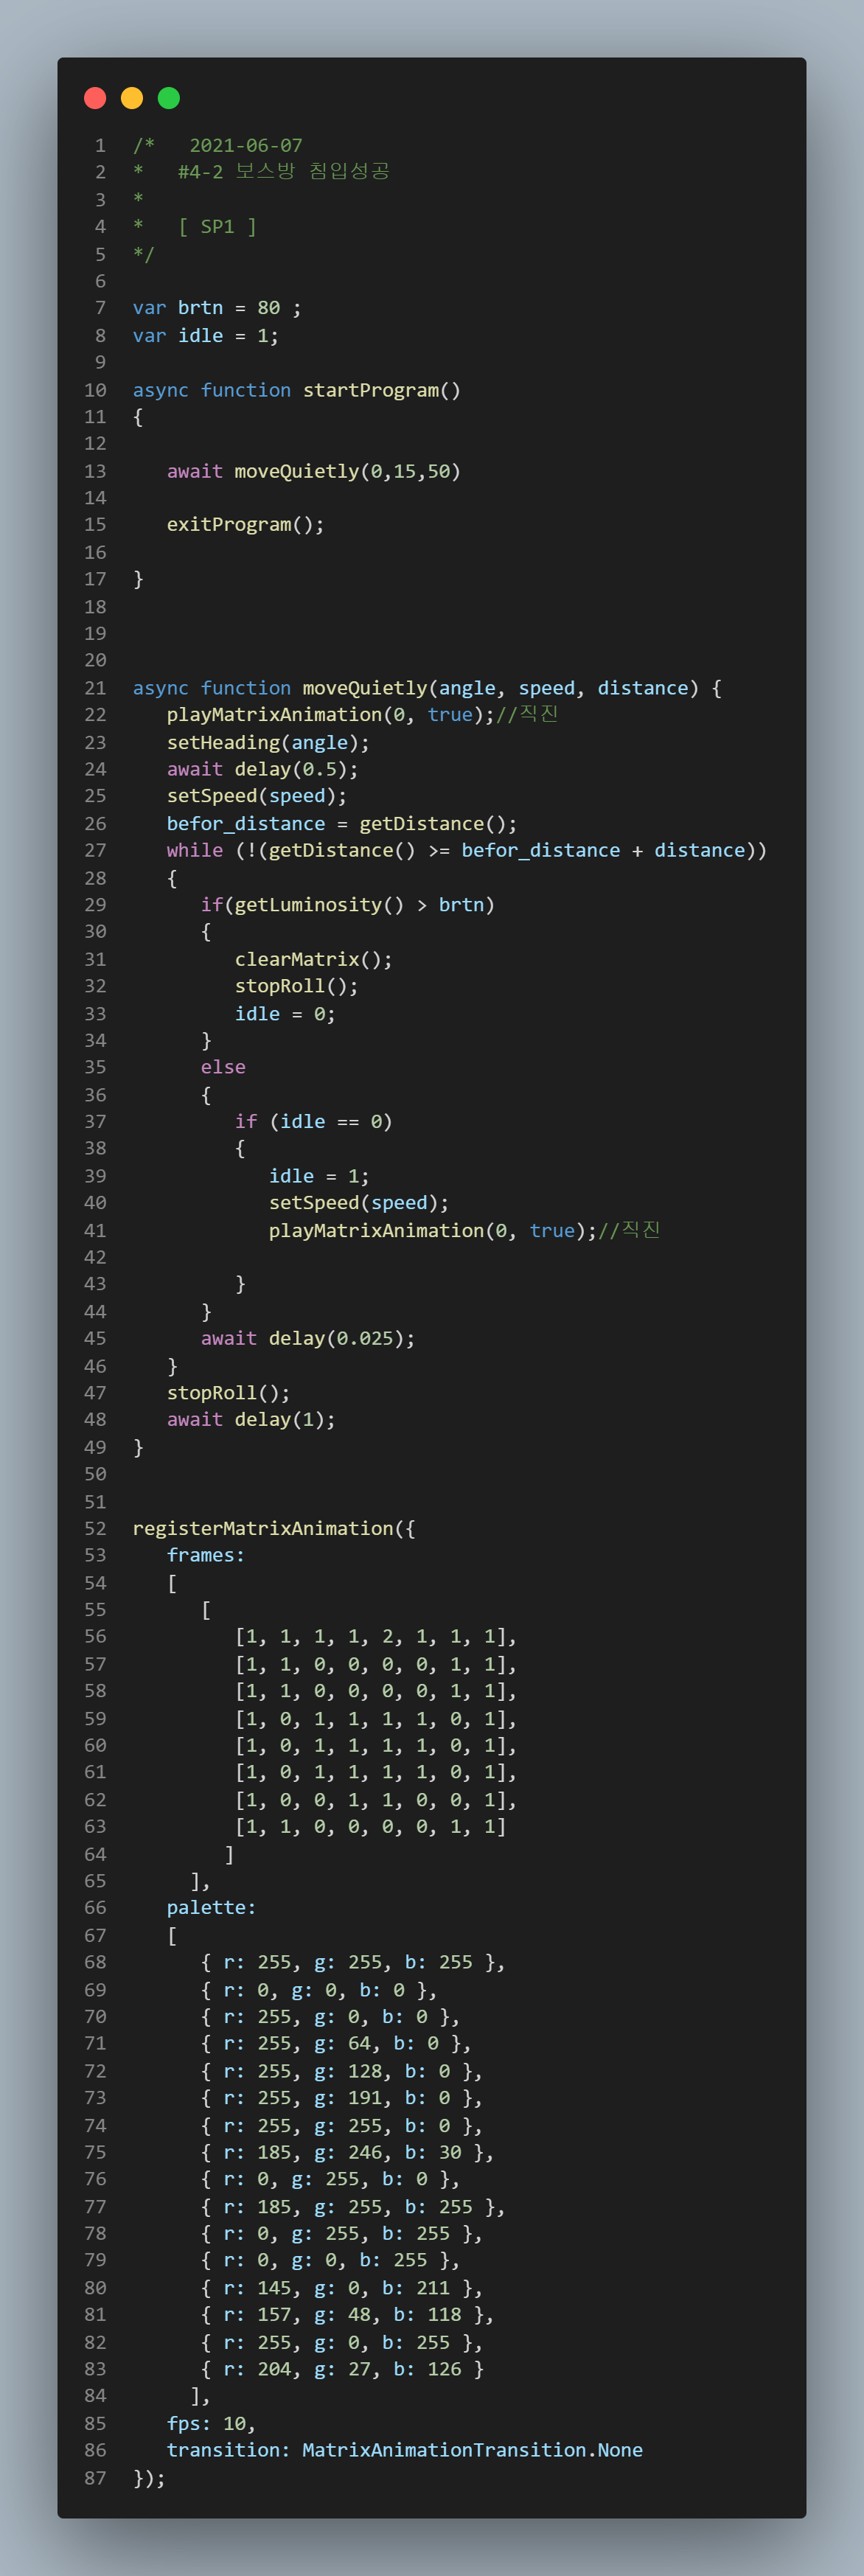 1 /*   2021-06-07
2 *   #4-2 보스방 침입성공
3 *
4 *   [ SP1 ]
5 */
6
7 var brtn = 80 ;
8 var idle = 1;
9
10 async function startProgram()
11 {
12
13    await moveQuietly(0,15,50)
14
15    exitProgram();
16
17 }
18
19
20
21 async function moveQuietly(angle, speed, distance) {
22    playMatrixAnimation(0, true);//직진
23    setHeading(angle);
24    await delay(0.5);
25    setSpeed(speed);
26    befor_distance = getDistance();
27    while (!(getDistance() >= befor_distance + distance))
28    {
29       if(getLuminosity() > brtn)
30       {
31          clearMatrix();
32          stopRoll();
33          idle = 0;
34       }
35       else
36       {
37          if (idle == 0)
38          {
39             idle = 1;
40             setSpeed(speed);
41             playMatrixAnimation(0, true);//직진
42
43          }
44       }
45       await delay(0.025);
46    }
47    stopRoll();
48    await delay(1);
49 }
50
51
52 registerMatrixAnimation({
53    frames:
54    [
55       [
56          [1, 1, 1, 1, 2, 1, 1, 1],
57          [1, 1, 0, 0, 0, 0, 1, 1],
58          [1, 1, 0, 0, 0, 0, 1, 1],
59          [1, 0, 1, 1, 1, 1, 0, 1],
60          [1, 0, 1, 1, 1, 1, 0, 1],
61          [1, 0, 1, 1, 1, 1, 0, 1],
62          [1, 0, 0, 1, 1, 0, 0, 1],
63          [1, 1, 0, 0, 0, 0, 1, 1]
64         ]
65      ],
66    palette:
67    [
68       { r: 255, g: 255, b: 255 },
69       { r: 0, g: 0, b: 0 },
70       { r: 255, g: 0, b: 0 },
71       { r: 255, g: 64, b: 0 },
72       { r: 255, g: 128, b: 0 },
73       { r: 255, g: 191, b: 0 },
74       { r: 255, g: 255, b: 0 },
75       { r: 185, g: 246, b: 30 },
76       { r: 0, g: 255, b: 0 },
77       { r: 185, g: 255, b: 255 },
78       { r: 0, g: 255, b: 255 },
79       { r: 0, g: 0, b: 255 },
80       { r: 145, g: 0, b: 211 },
81       { r: 157, g: 48, b: 118 },
82       { r: 255, g: 0, b: 255 },
83       { r: 204, g: 27, b: 126 }
84      ],
85    fps: 10,
86    transition: MatrixAnimationTransition.None
87 });